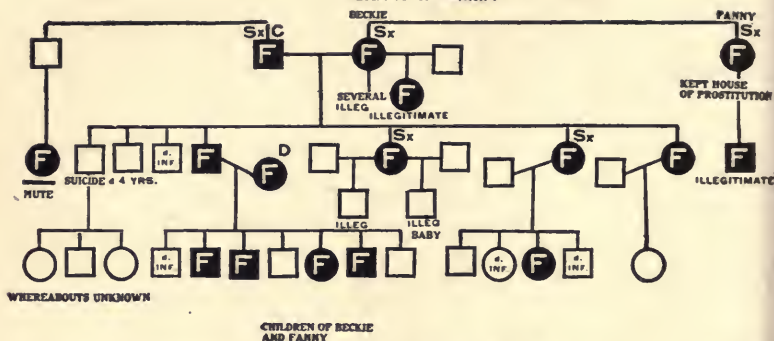 BECKIE FANNY
Sx C Sx Sx
F F F
KEPT HOUSE
OF PROSTITUTION
SEVERAL F
ILLEG ILLEGITIMATE
Sx Sx
F d. INF. F D F F F F F
MUTE SUICIDE d 4 YRS. ILLEGITIMATE
ILLEG ILLEG
BABY
d. INF. F F F F d. INF. F d. INF.
WHEREABOUTS UNKNOWN
CHILDREN OF BECKIE
AND FANNY